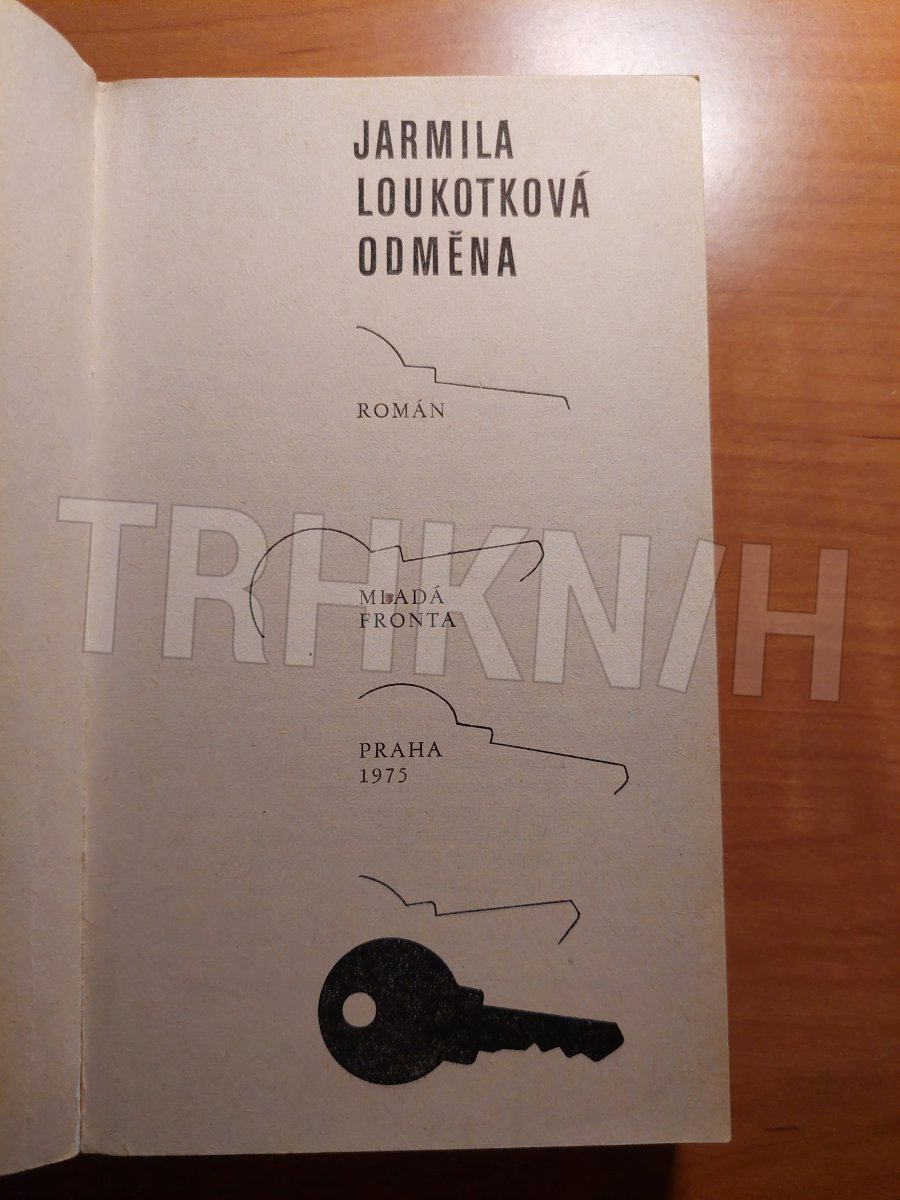 JARMILA
LOUKOTKOVÁ
ODMĚNA
ROMÁN
TRHKNIH
MLADÁ
FRONTA
PRAHA
1975